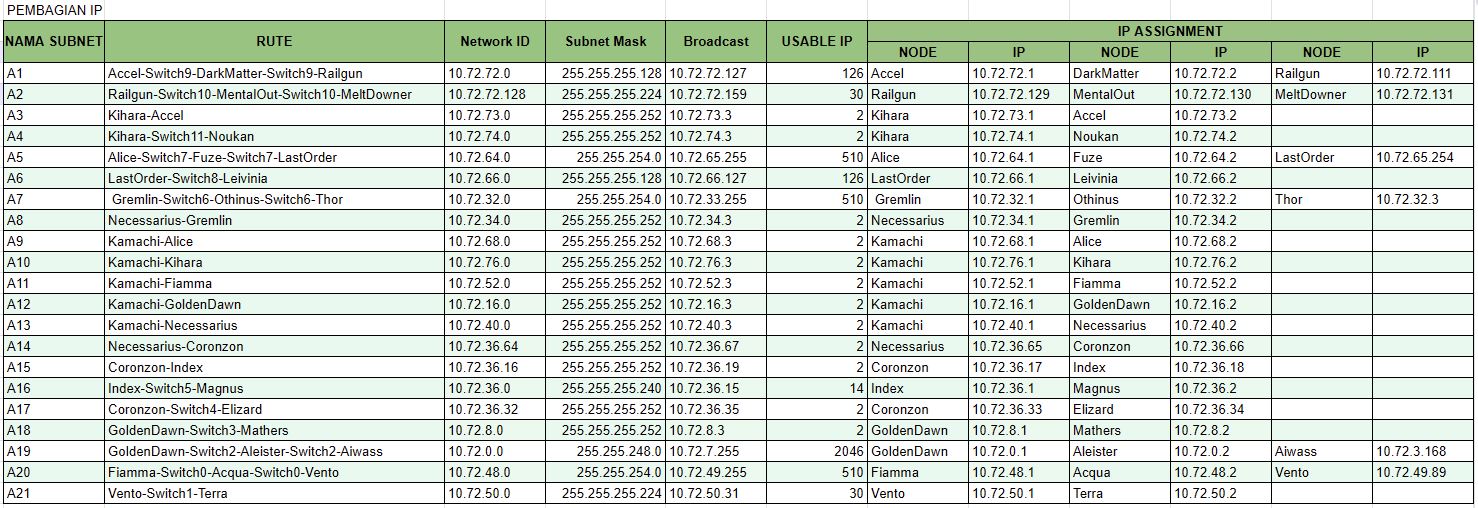 PEMBAGIAN IP
NAMA SUBNET RUTE Network ID Subnet Mask Broadcast USABLE IP IP ASSIGNMENT
NODE IP NODE IP NODE IP
A1 Accel-Switch9-DarkMatter-Switch9-Railgun 10.72.72.0 255.255.255.128 10.72.72.127 126 Accel 10.72.72.1 DarkMatter 10.72.72.2 Railgun 10.72.72.111
A2 Railgun-Switch10-MentalOut-Switch10-MeltDowner 10.72.72.128 255.255.255.224 10.72.72.159 30 Railgun 10.72.72.129 MentalOut 10.72.72.130 MeltDowner 10.72.72.131
A3 Kihara-Accel 10.72.73.0 255.255.255.252 10.72.73.3 2 Kihara 10.72.73.1 Accel 10.72.73.2
A4 Kihara-Switch11-Noukan 10.72.74.0 255.255.255.252 10.72.74.3 2 Kihara 10.72.74.1 Noukan 10.72.74.2
A5 Alice-Switch7-Fuze-Switch7-LastOrder 10.72.64.0 255.255.254.0 10.72.65.255 510 Alice 10.72.64.1 Fuze 10.72.64.2 LastOrder 10.72.65.254
A6 LastOrder-Switch8-Leivinia 10.72.66.0 255.255.255.128 10.72.66.127 126 LastOrder 10.72.66.1 Leivinia 10.72.66.2
A7 Gremlin-Switch6-Othinus-Switch6-Thor 10.72.32.0 255.255.254.0 10.72.33.255 510 Gremlin 10.72.32.1 Othinus 10.72.32.2 Thor 10.72.32.3
A8 Necessarius-Gremlin 10.72.34.0 255.255.255.252 10.72.34.3 2 Necessarius 10.72.34.1 Gremlin 10.72.34.2
A9 Kamachi-Alice 10.72.68.0 255.255.255.252 10.72.68.3 2 Kamachi 10.72.68.1 Alice 10.72.68.2
A10 Kamachi-Kihara 10.72.76.0 255.255.255.252 10.72.76.3 2 Kamachi 10.72.76.1 Kihara 10.72.76.2
A11 Kamachi-Fiamma 10.72.52.0 255.255.255.252 10.72.52.3 2 Kamachi 10.72.52.1 Fiamma 10.72.52.2
A12 Kamachi-GoldenDawn 10.72.16.0 255.255.255.252 10.72.16.3 2 Kamachi 10.72.16.1 GoldenDawn 10.72.16.2
A13 Kamachi-Necessarius 10.72.40.0 255.255.255.252 10.72.40.3 2 Kamachi 10.72.40.1 Necessarius 10.72.40.2
A14 Necessarius-Coronzon 10.72.36.64 255.255.255.252 10.72.36.67 2 Necessarius 10.72.36.65 Coronzon 10.72.36.66
A15 Coronzon-Index 10.72.36.16 255.255.255.252 10.72.36.19 2 Coronzon 10.72.36.17 Index 10.72.36.18
A16 Index-Switch5-Magnus 10.72.36.0 255.255.255.240 10.72.36.15 14 Index 10.72.36.1 Magnus 10.72.36.2
A17 Coronzon-Switch4-Elizard 10.72.36.32 255.255.255.252 10.72.36.35 2 Coronzon 10.72.36.33 Elizard 10.72.36.34
A18 GoldenDawn-Switch3-Mathers 10.72.8.0 255.255.255.252 10.72.8.3 2 GoldenDawn 10.72.8.1 Mathers 10.72.8.2
A19 GoldenDawn-Switch2-Aleister-Switch2-Aiwass 10.72.0.0 255.255.248.0 10.72.7.255 2046 GoldenDawn 10.72.0.1 Aleister 10.72.0.2 Aiwass 10.72.3.168
A20 Fiamma-Switch0-Acqua-Switch0-Vento 10.72.48.0 255.255.254.0 10.72.49.255 510 Fiamma 10.72.48.1 Acqua 10.72.48.2 Vento 10.72.49.89
A21 Vento-Switch1-Terra 10.72.50.0 255.255.255.224 10.72.50.31 30 Vento 10.72.50.1 Terra 10.72.50.2